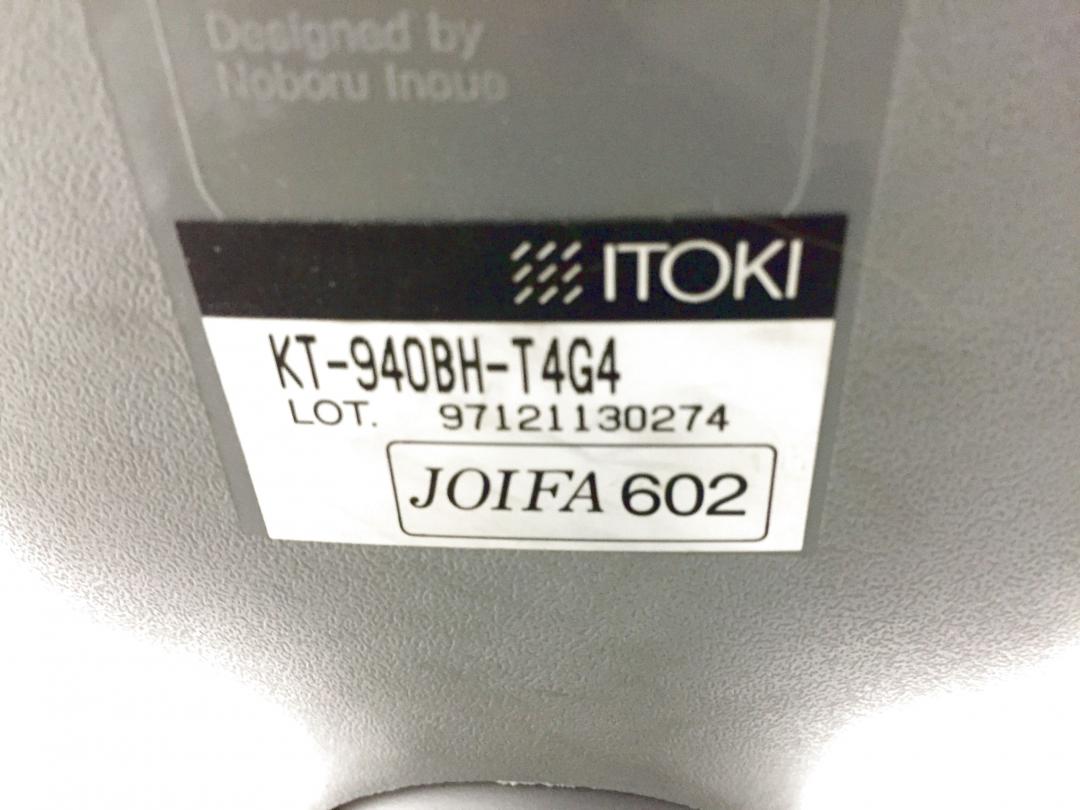 Designed by
Noboru Inoue
ITOKI
KT-940BH-T4G4
LOT. 97121130274
JOIFA 602